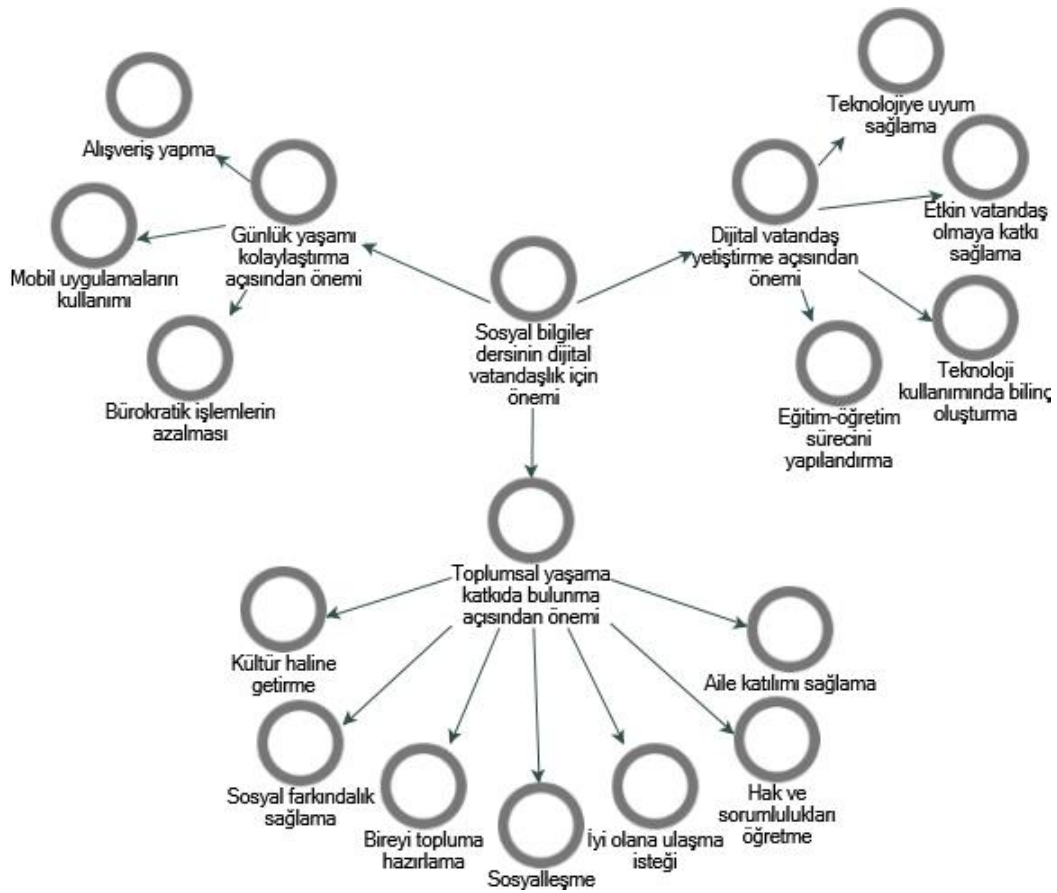 Teknolojiye uyum
sağlama
Alışveriş yapma
Etkin vatandaş
olmaya katkı
sağlama
Günlük yaşamı
kolaylaştırma
açısından önemi
Dijital vatandaş
yetiştirme açısından
önemi
Mobil uygulamaların
kullanımı
Sosyal bilgiler
dersinin dijital
vatandaşlık için
önemi
Teknoloji
kullanımında bilinç
oluşturma
Bürokratik işlemlerin
azalması
Eğitim-öğretim
sürecini
yapılandırma
Toplumsal yaşama
katkıda bulunma
açısından önemi
Kültür haline
getirme
Aile katılımı sağlama
Sosyal farkındalık
sağlama
Bireyi topluma
hazırlama
Sosyalleşme
İyi olana ulaşma
isteği
Hak ve
sorumlulukları
öğretme